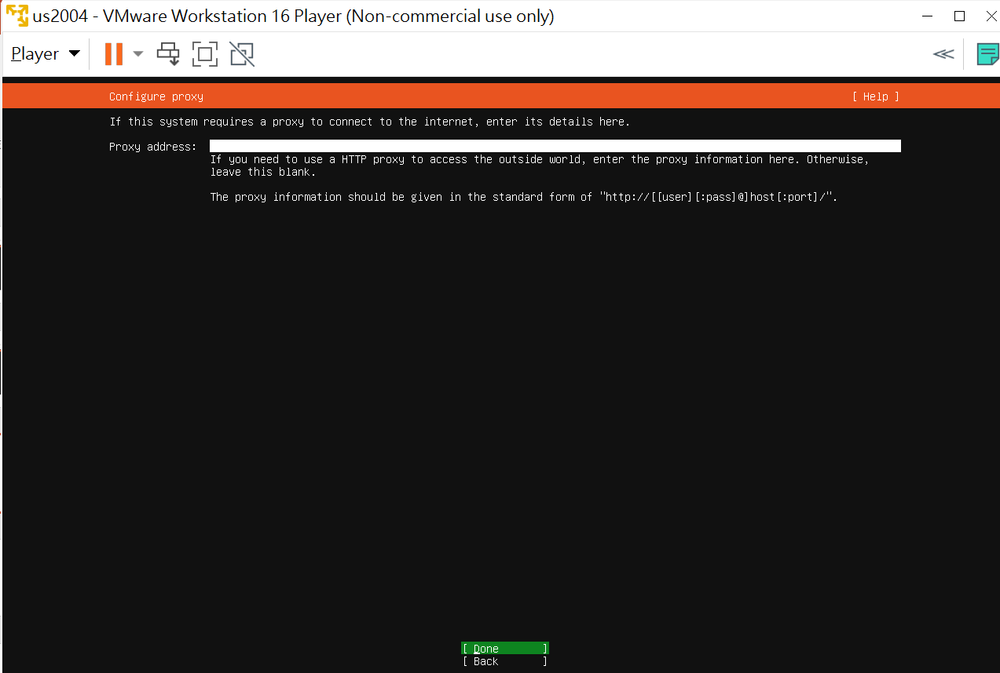 us2004 - VMware Workstation 16 Player (Non-commercial use only)
Player
Configure proxy [ Help ]
If this system requires a proxy to connect to the internet, enter its details here.
Proxy address:
If you need to use a HTTP proxy to access the outside world, enter the proxy information here. Otherwise,
leave this blank.
The proxy information should be given in the standard form of "http://[[user][:pass]@]host[:port]/".
[ Done ]
[ Back ]